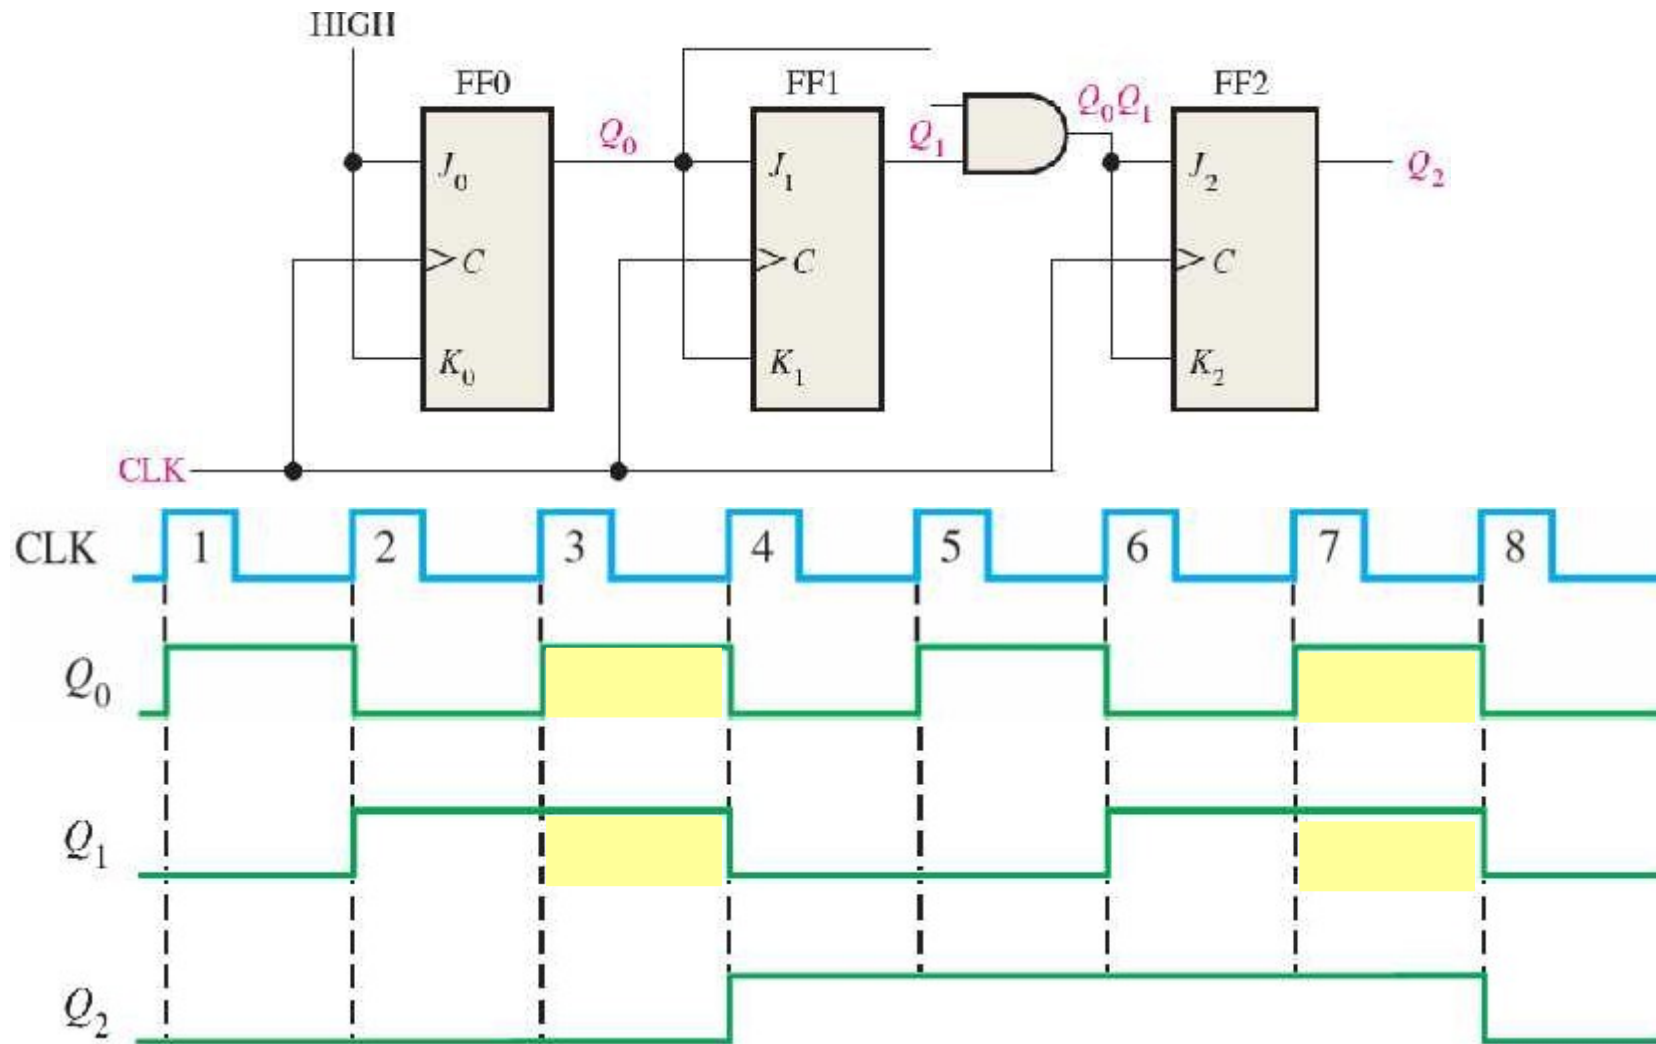 HIGH
FF0 FF1 FF2
Q0 Q1 Q0Q1
J0 J1 J2 Q2
C C C
K0 K1 K2
CLK
CLK 1 2 3 4 5 6 7 8
Q0
Q1
Q2